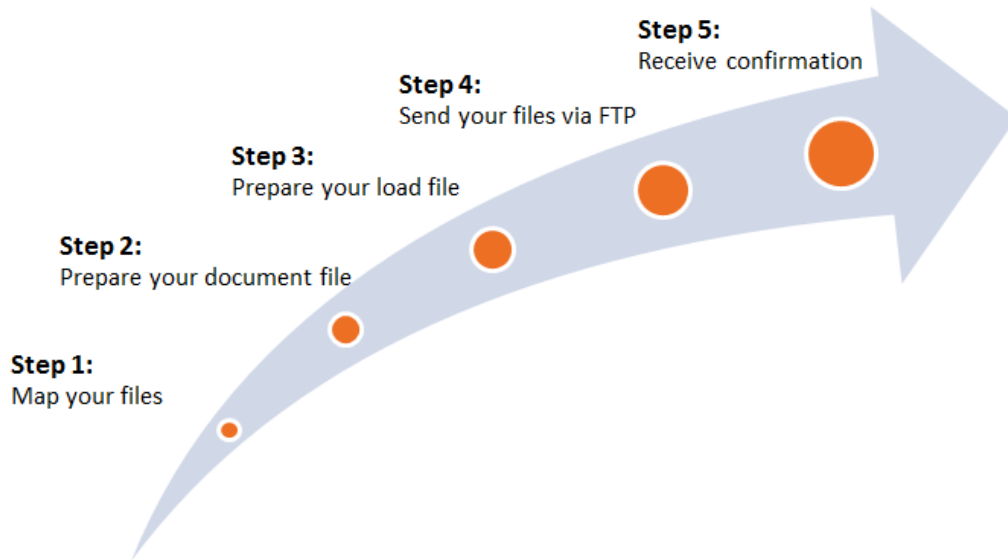 Step 1:
Map your files
Step 2:
Prepare your document file
Step 3:
Prepare your load file
Step 4:
Send your files via FTP
Step 5:
Receive confirmation